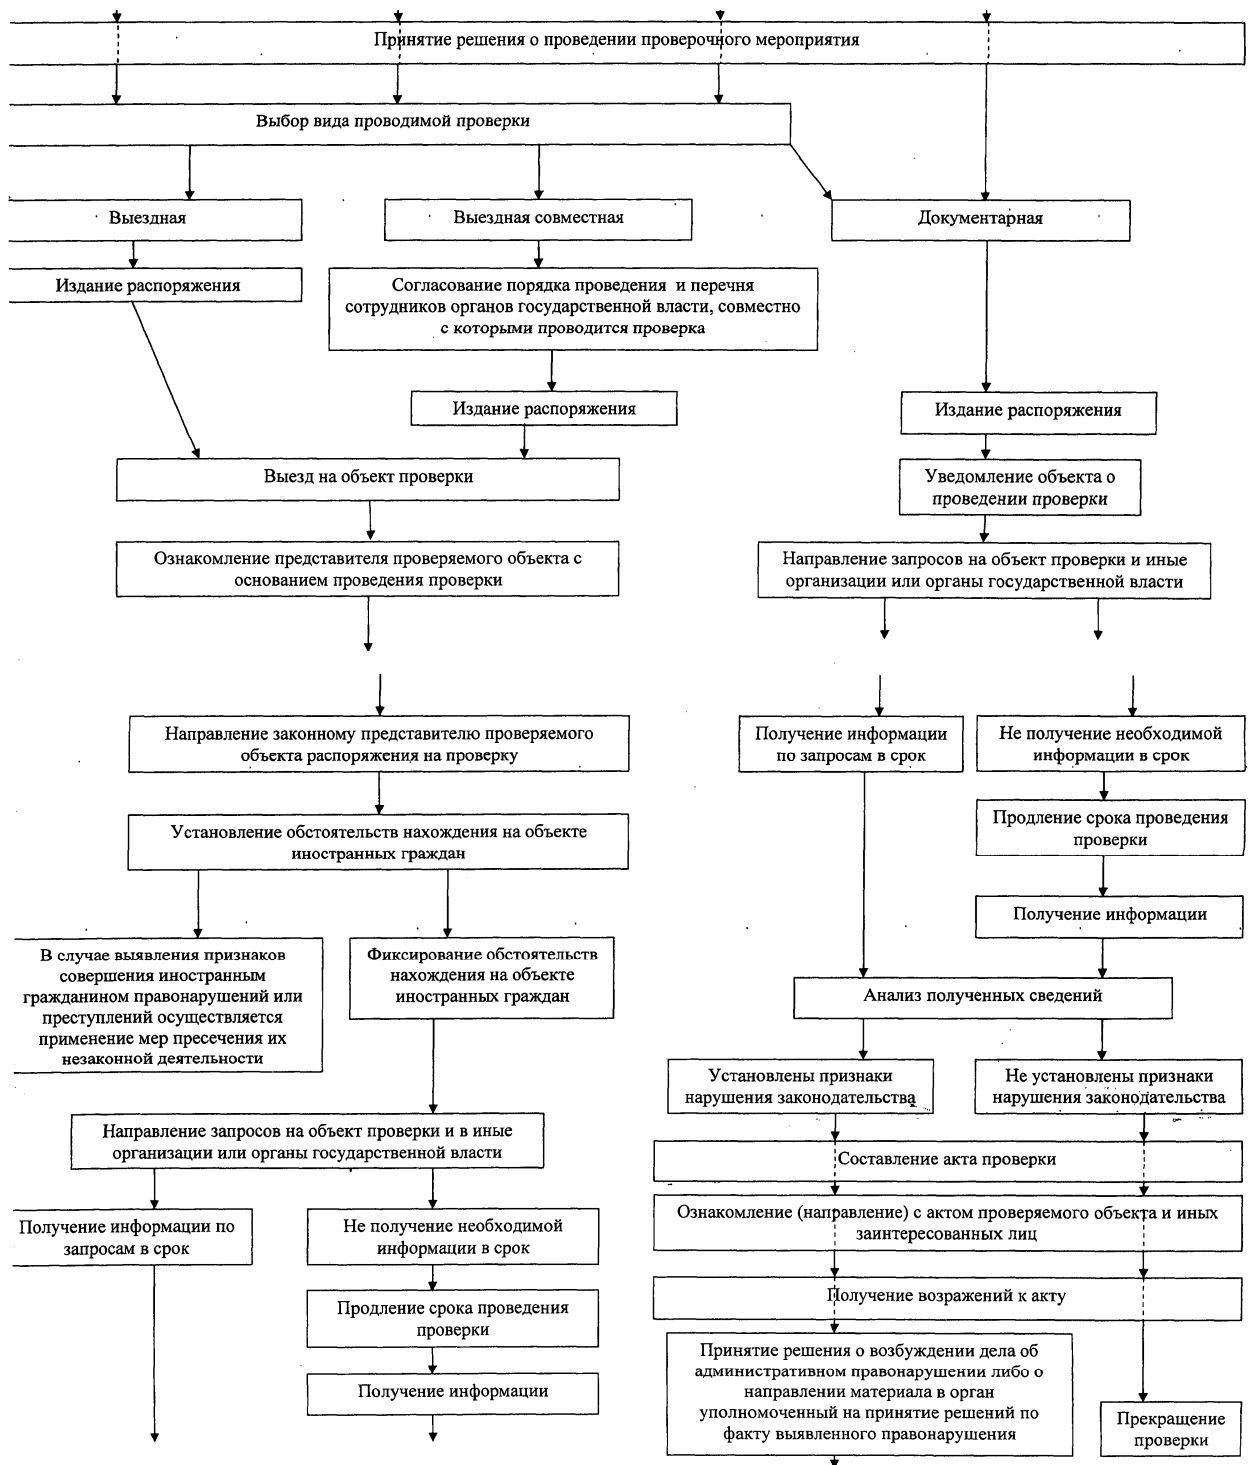 Принятие решения о проведении проверочного мероприятия
Выбор вида проводимой проверки
Выездная
Выездная совместная
Документарная
Издание распоряжения
Согласование порядка проведения и перечня
сотрудников органов государственной власти, совместно
с которыми проводится проверка
Издание распоряжения
Издание распоряжения
Выезд на объект проверки
Уведомление объекта о
проведении проверки
Ознакомление представителя проверяемого объекта с
основанием проведения проверки
Направление запросов на объект проверки и иные
организации или органы государственной власти
Направление законному представителю проверяемого
объекта распоряжения на проверку
Получение информации
по запросам в срок
Не получение необходимой
информации в срок
Установление обстоятельств нахождения на объекте
иностранных граждан
Продление срока проведения
проверки
Получение информации
В случае выявления признаков
совершения иностранным
гражданином правонарушений или
преступлений осуществляется
применение мер пресечения их
незаконной деятельности
Фиксирование обстоятельств
нахождения на объекте
иностранных граждан
Анализ полученных сведений
Установлены признаки
нарушения законодательства
Не установлены признаки
нарушения законодательства
Направление запросов на объект проверки и в иные
организации или органы государственной власти
Составление акта проверки
Получение информации по
запросам в срок
Не получение необходимой
информации в срок
Ознакомление (направление) с актом проверяемого объекта и иных
заинтересованных лиц
Продление срока проведения
проверки
Получение возражений к акту
Получение информации
Принятие решения о возбуждении дела об
административном правонарушении либо о
направлении материала в орган
уполномоченный на принятие решений по
факту выявленного правонарушения
Прекращение
проверки